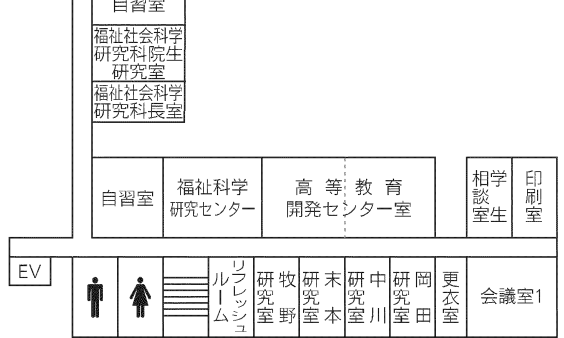 自習室
福祉社会科学
研究科院生
研究室
福祉社会科学
研究科長室
自習室
福祉科学
研究センター
高等教育
開発センター室
学生
相談室
印刷室
EV
リフレッシュ
ルーム
牧野
研究室
末本
研究室
中川
研究室
岡田
研究室
更衣室
会議室1